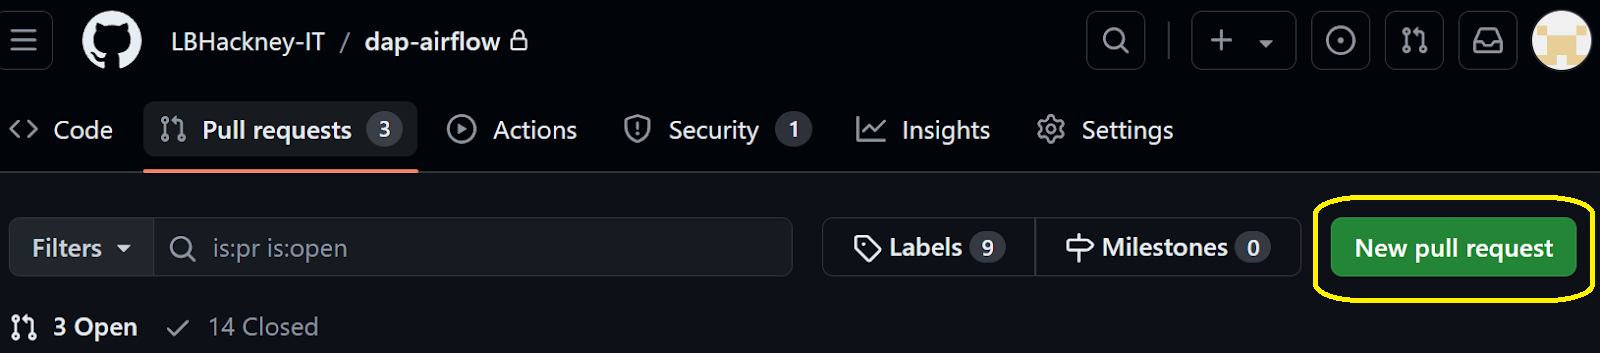 LBHackney-IT / dap-airflow
Code Pull requests 3 Actions Security 1 Insights Settings
Filters is:pr is:open Labels 9 Milestones 0 New pull request
3 Open 14 Closed